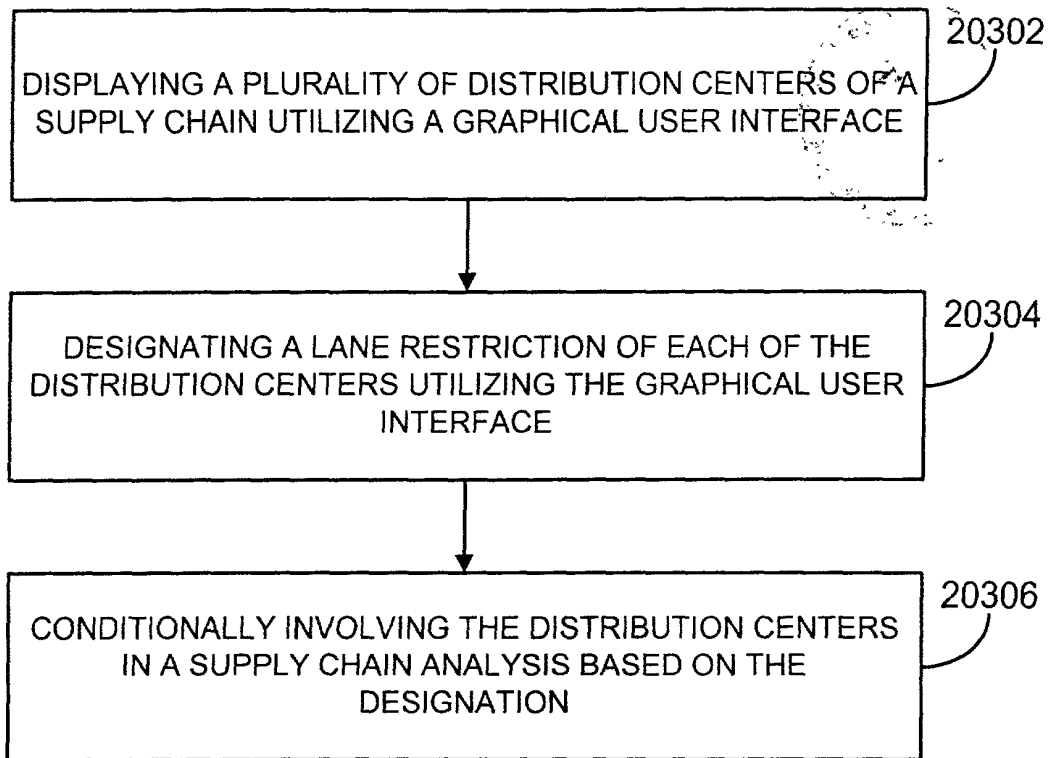 20302
DISPLAYING A PLURALITY OF DISTRIBUTION CENTERS OF A
SUPPLY CHAIN UTILIZING A GRAPHICAL USER INTERFACE
20304
DESIGNATING A LANE RESTRICTION OF EACH OF THE
DISTRIBUTION CENTERS UTILIZING THE GRAPHICAL USER
INTERFACE
20306
CONDITIONALLY INVOLVING THE DISTRIBUTION CENTERS
IN A SUPPLY CHAIN ANALYSIS BASED ON THE
DESIGNATION